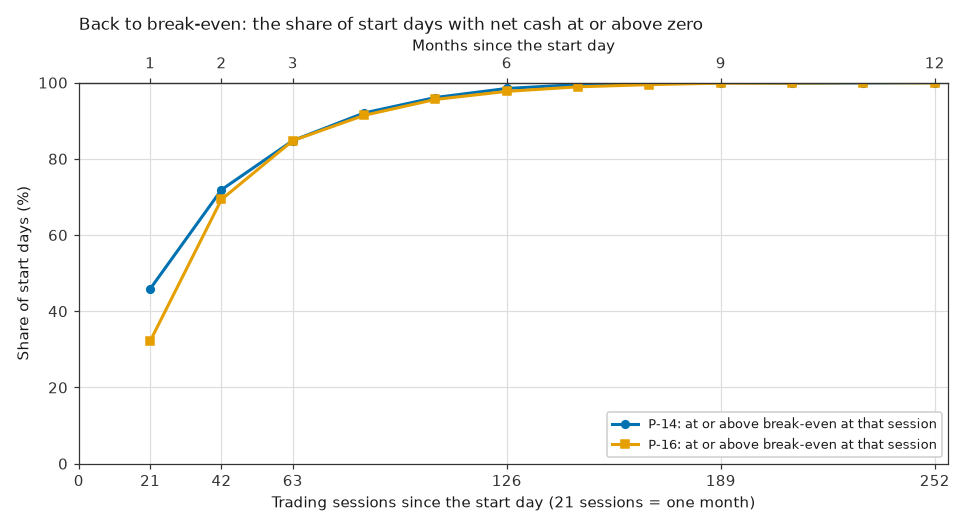 Back to break-even: the share of start days with net cash at or above zero
Months since the start day
1 2 3 6 9 12
100
80
60
40
20
0
Share of start days (%)
P-14: at or above break-even at that session
P-16: at or above break-even at that session
0 21 42 63 126 189 252
Trading sessions since the start day (21 sessions = one month)